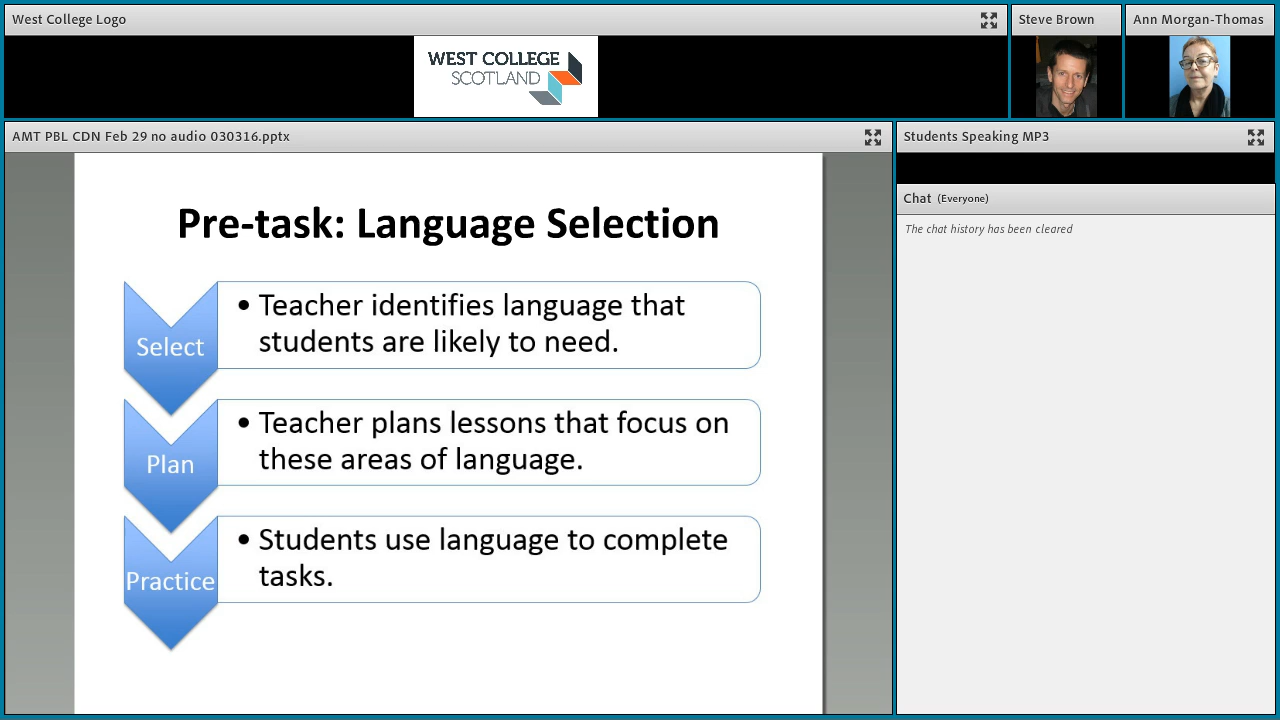 West College Logo
Steve Brown
Ann Morgan-Thomas
WEST COLLEGE
SCOTLAND
AMT PBL CDN Feb 29 no audio 030316.pptx
Students Speaking MP3
Chat (Everyone)
The chat history has been cleared
Pre-task: Language Selection
Select
• Teacher identifies language that
students are likely to need.
Plan
• Teacher plans lessons that focus on
these areas of language.
Practice
• Students use language to complete
tasks.